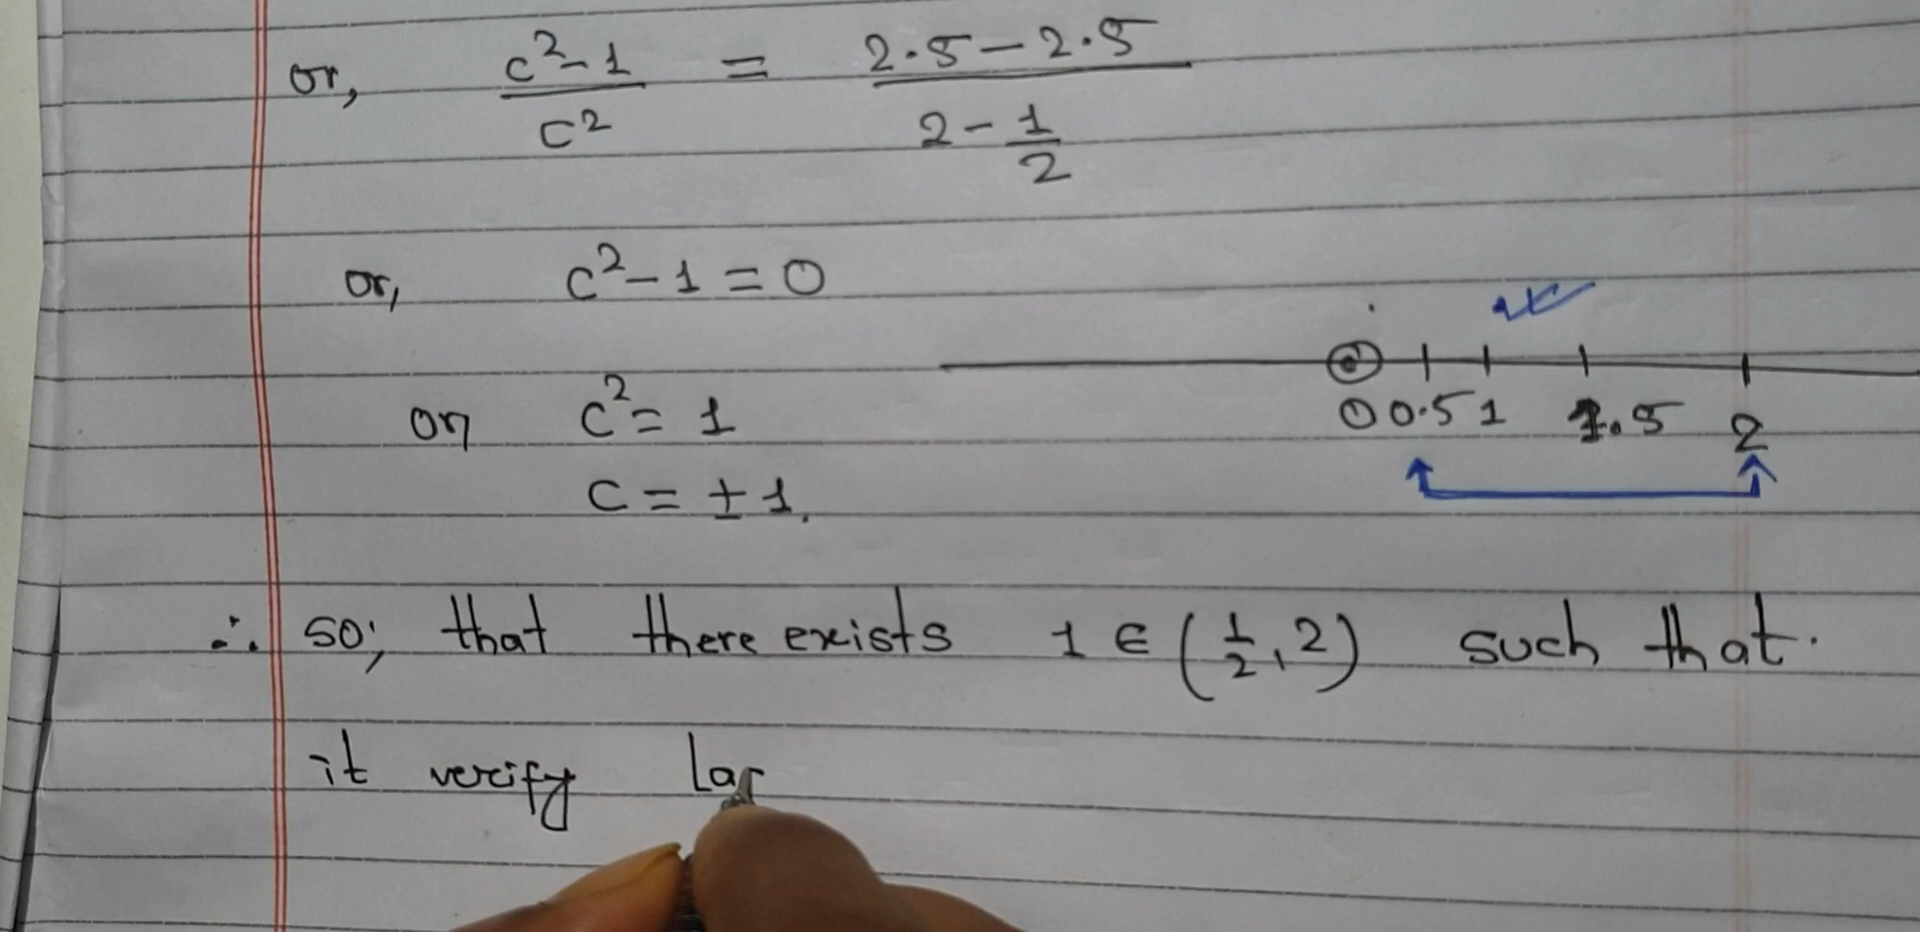 or, c²-1 / c² = 2.5-2.5 / 2 - 1/2
or, c²-1 = 0
or c² = 1
c = ±1.
0 0.5 1 1.5 2
∴ so; that there exists 1 ∈ (1/2, 2) such that.
it verify Lag